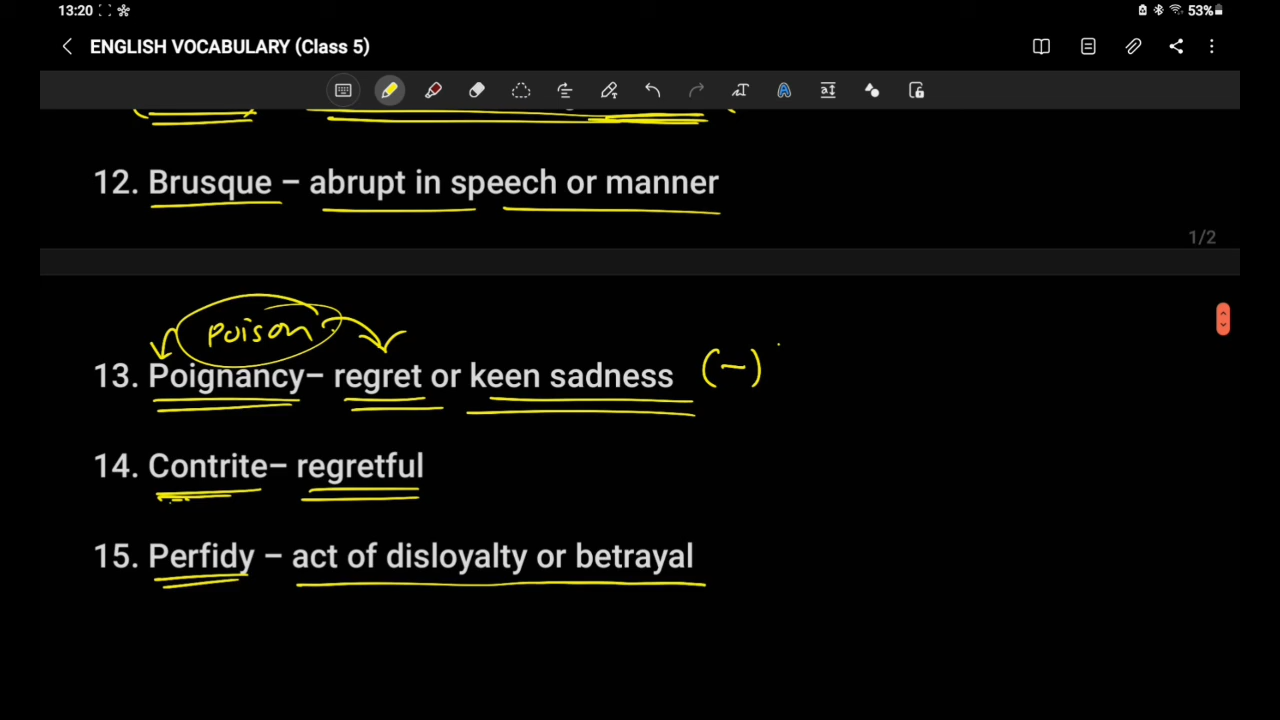 13:20
53%
ENGLISH VOCABULARY (Class 5)
12. Brusque – abrupt in speech or manner
1/2
poison
13. Poignancy– regret or keen sadness (–)
14. Contrite– regretful
15. Perfidy – act of disloyalty or betrayal